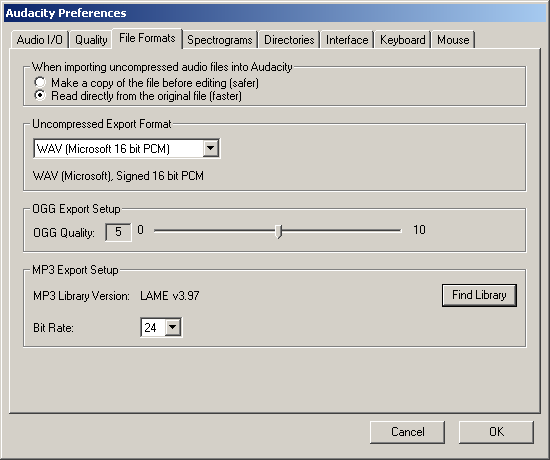 Audacity Preferences
Audio I/O Quality File Formats Spectrograms Directories Interface Keyboard Mouse
When importing uncompressed audio files into Audacity
Make a copy of the file before editing (safer)
Read directly from the original file (faster)
Uncompressed Export Format
WAV (Microsoft 16 bit PCM)
WAV (Microsoft), Signed 16 bit PCM
OGG Export Setup
OGG Quality: 5 0 10
MP3 Export Setup
MP3 Library Version: LAME v3.97 Find Library
Bit Rate: 24
Cancel OK